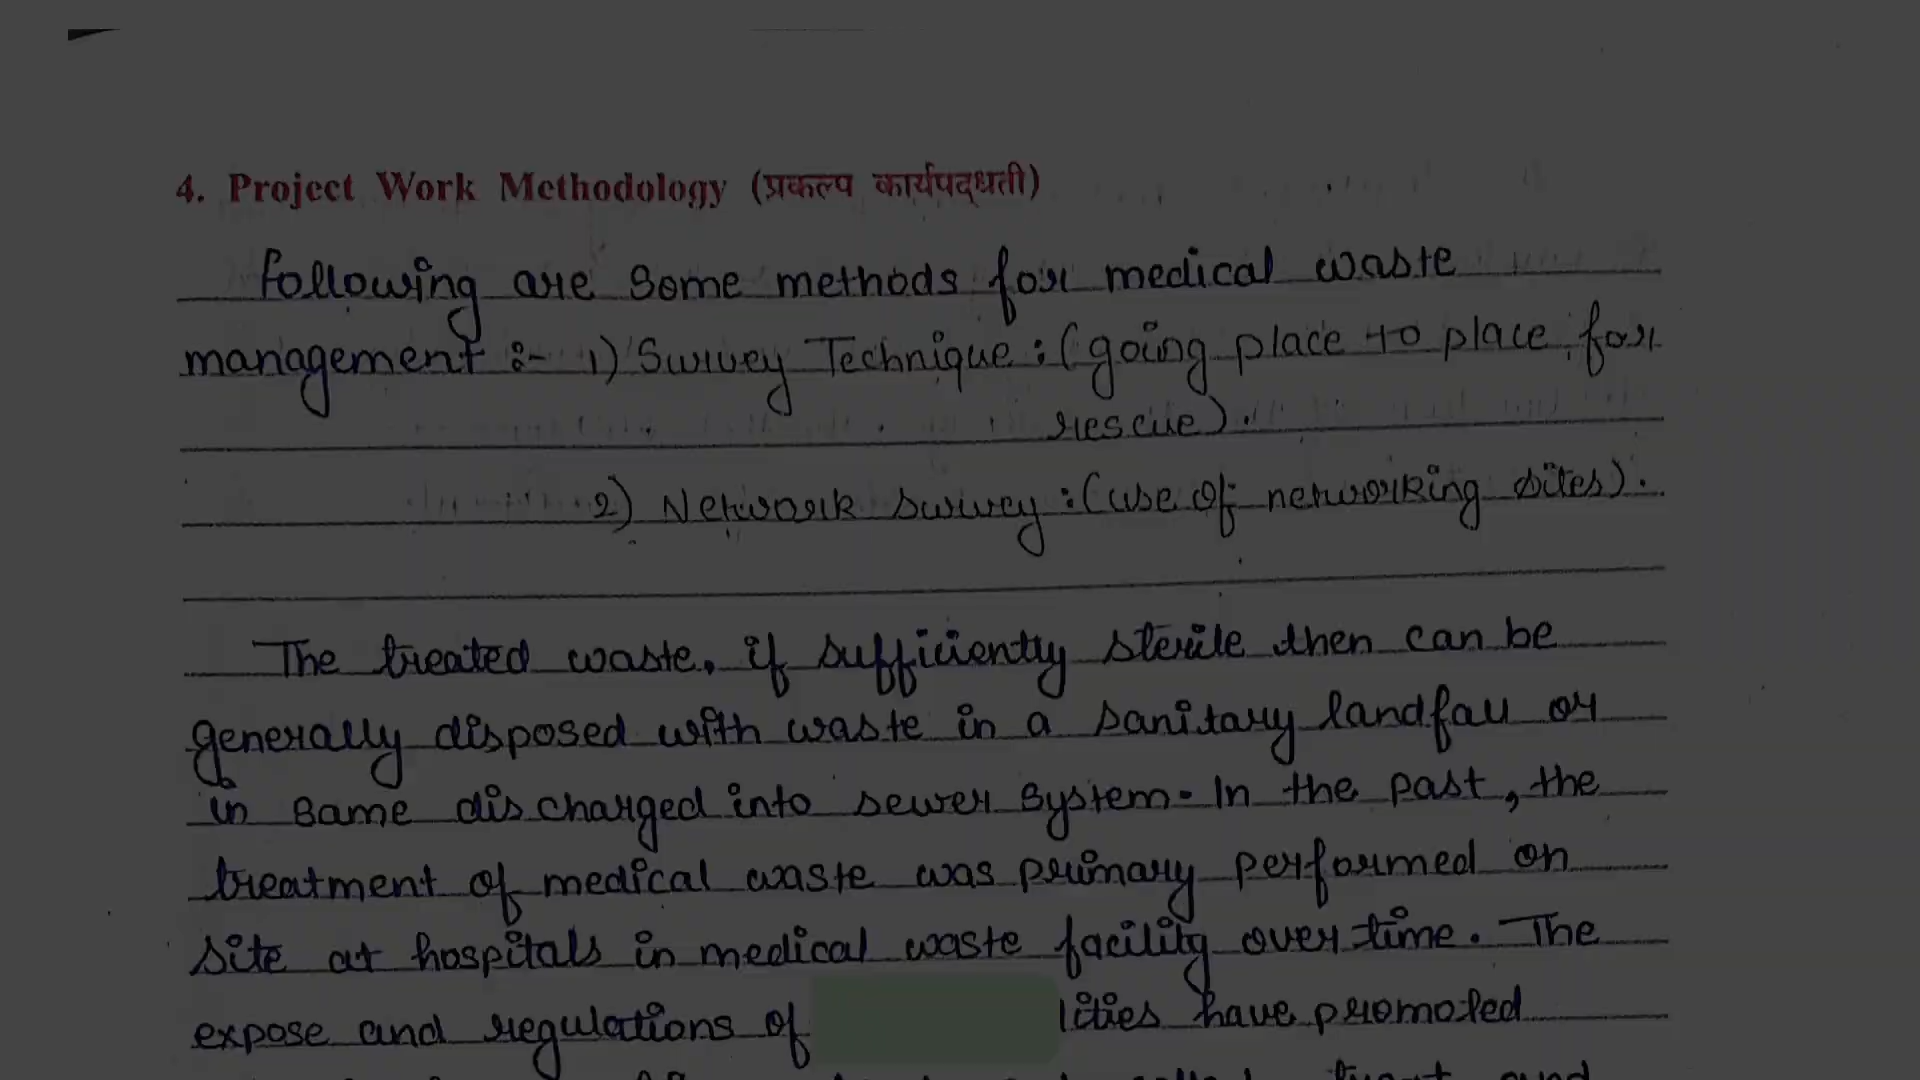 4. Project Work Methodology (प्रकल्प कार्यपद्धती)
following are some methods for medical waste
management :- 1) Survey Technique : (going place to place for
rescue).
2) Network survey : (use of networking sites).
The treated waste, if sufficiently sterile then can be
generally disposed with waste in a sanitary landfall or
in same discharged into sewer system. In the past, the
treatment of medical waste was primary performed on
site at hospitals in medical waste facility over time. The
expose and regulations of lities have promoted